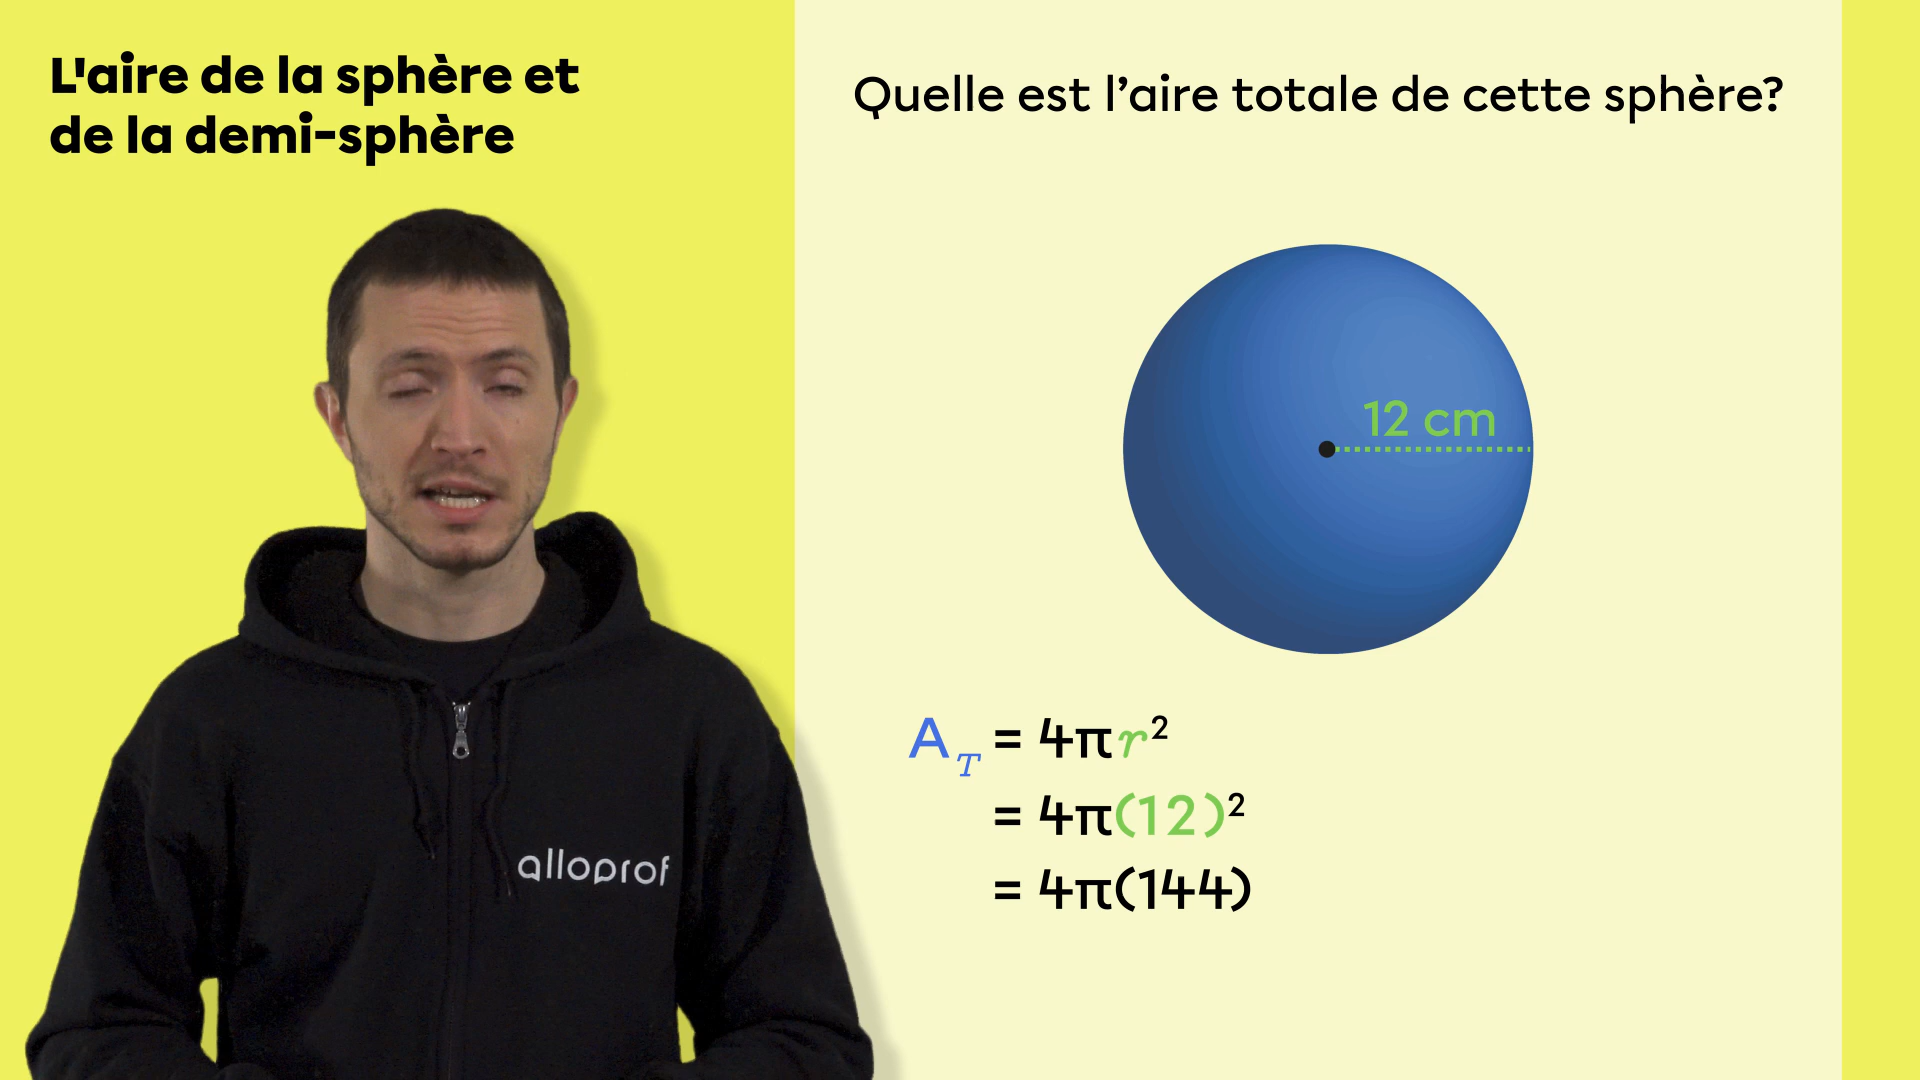 L'aire de la sphère et
de la demi-sphère
Quelle est l’aire totale de cette sphère?
12 cm
A_T = 4πr²
= 4π(12)²
= 4π(144)
alloprof